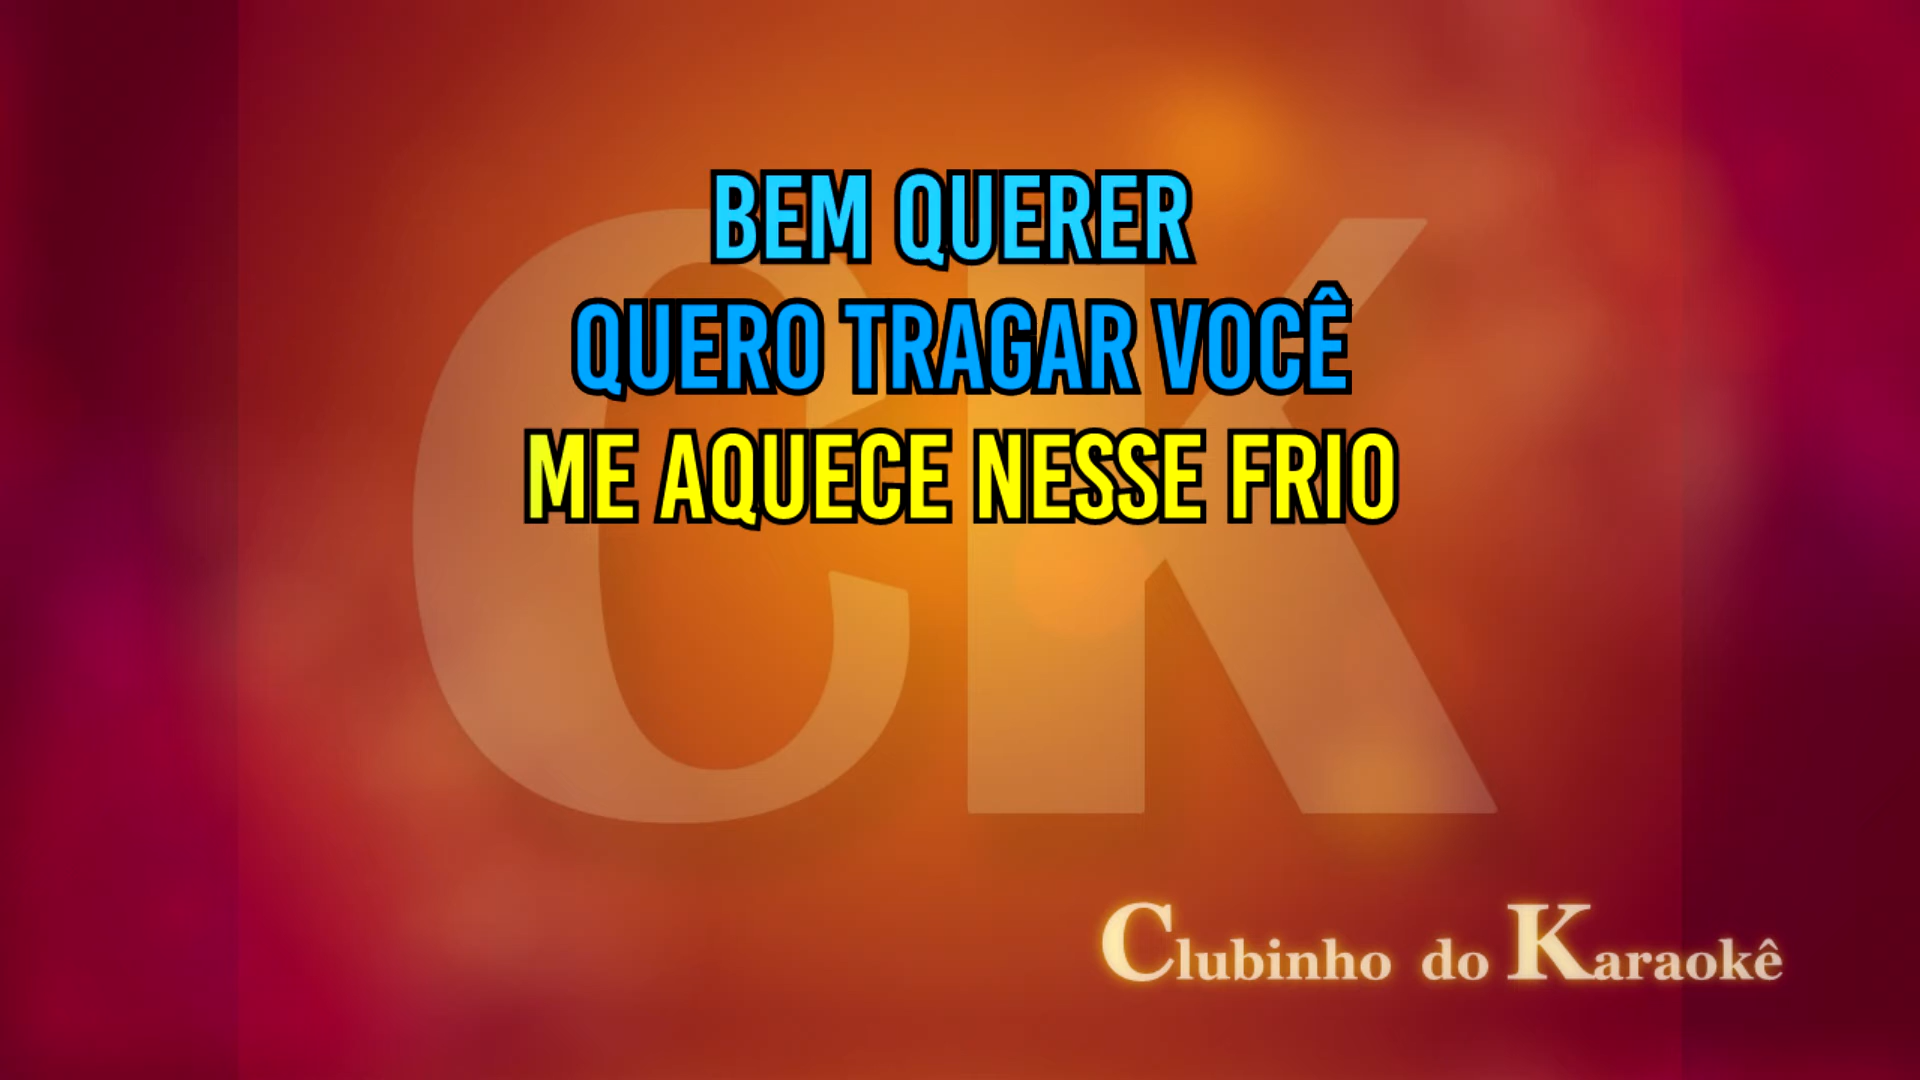 BEM QUERER
QUERO TRAGAR VOCÊ
ME AQUECE NESSE FRIO
CK
Clubinho do Karaokê